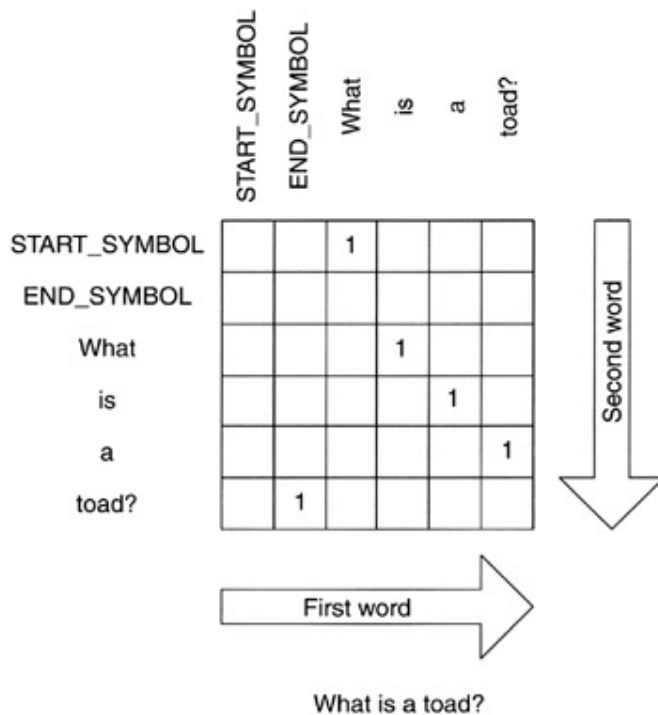 START_SYMBOL
END_SYMBOL
What
is
a
toad?
START_SYMBOL 1
END_SYMBOL
What 1
is 1
a 1
toad? 1
Second word
First word
What is a toad?